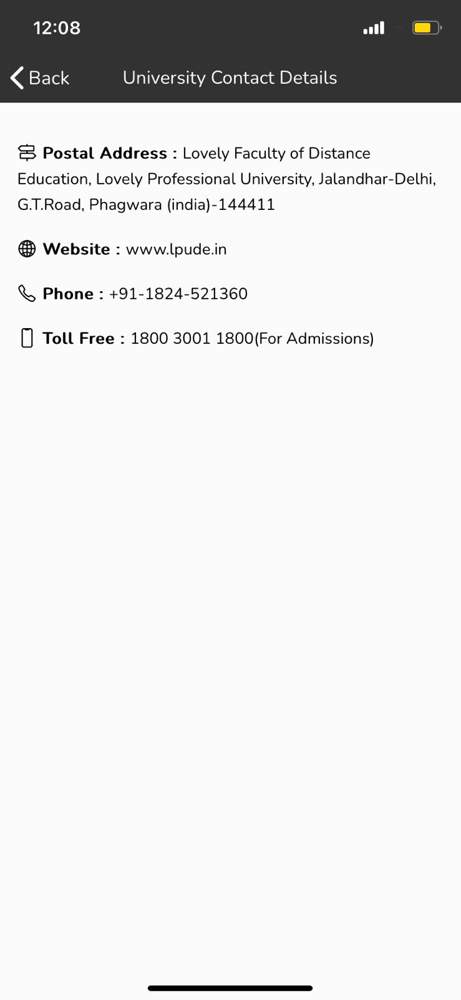 12:08
Back University Contact Details
Postal Address : Lovely Faculty of Distance
Education, Lovely Professional University, Jalandhar-Delhi,
G.T.Road, Phagwara (india)-144411
Website : www.lpude.in
Phone : +91-1824-521360
Toll Free : 1800 3001 1800(For Admissions)